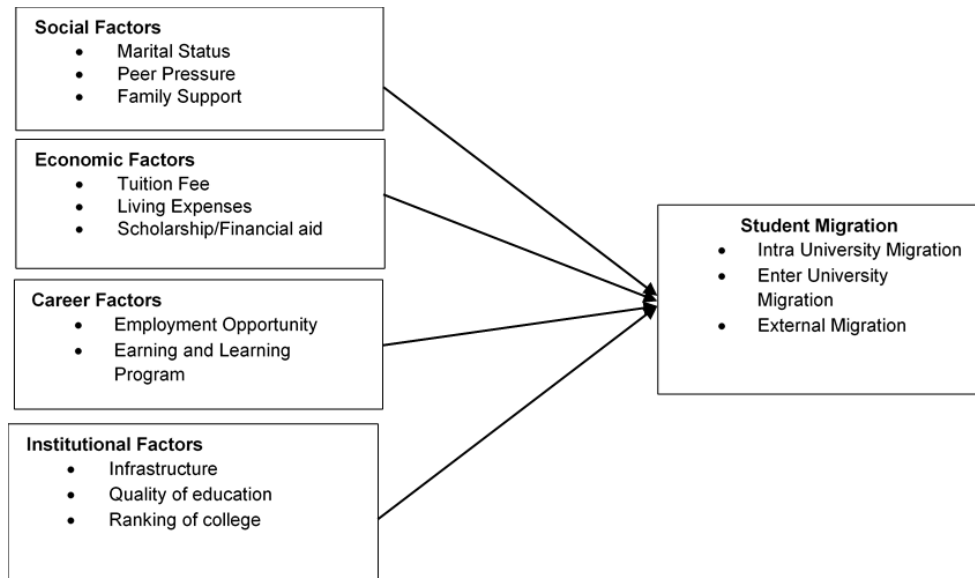 Social Factors
• Marital Status
• Peer Pressure
• Family Support
Economic Factors
• Tuition Fee
• Living Expenses
• Scholarship/Financial aid
Career Factors
• Employment Opportunity
• Earning and Learning
Program
Institutional Factors
• Infrastructure
• Quality of education
• Ranking of college
Student Migration
• Intra University Migration
• Enter University
Migration
• External Migration